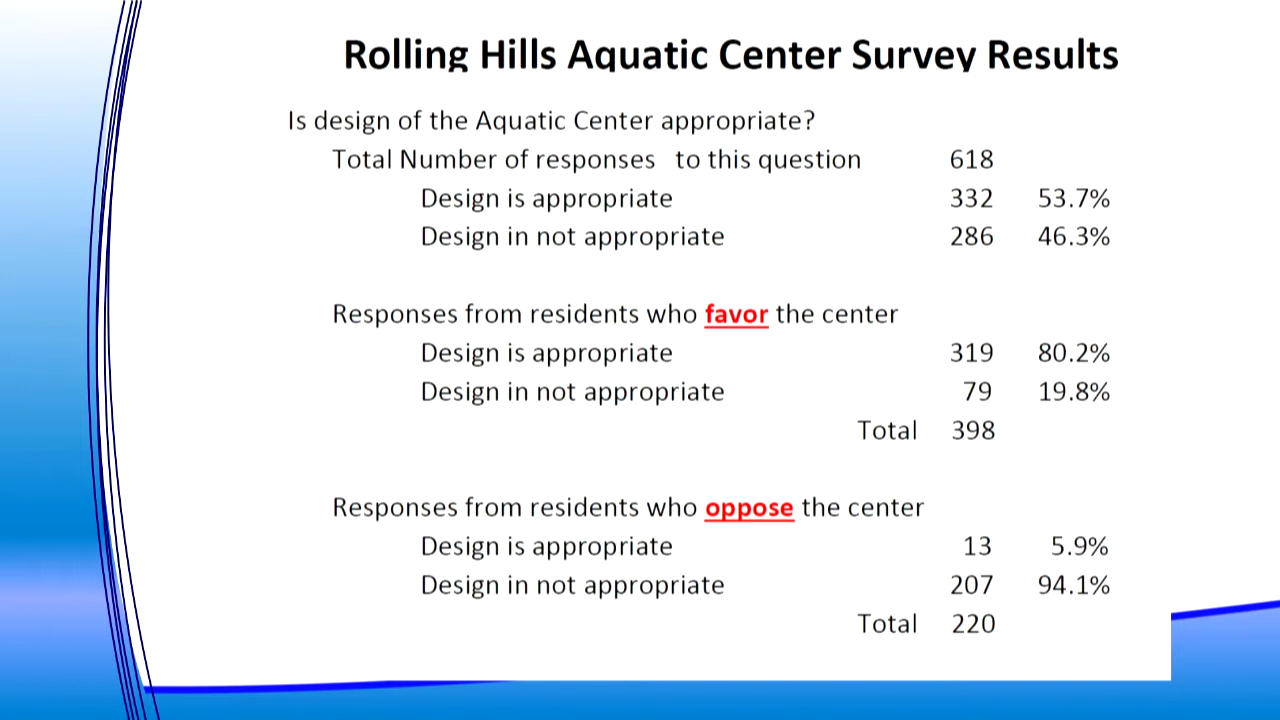 Rolling Hills Aquatic Center Survey Results
Is design of the Aquatic Center appropriate?
Total Number of responses to this question 618
Design is appropriate 332 53.7%
Design in not appropriate 286 46.3%
Responses from residents who favor the center
Design is appropriate 319 80.2%
Design in not appropriate 79 19.8%
Total 398
Responses from residents who oppose the center
Design is appropriate 13 5.9%
Design in not appropriate 207 94.1%
Total 220